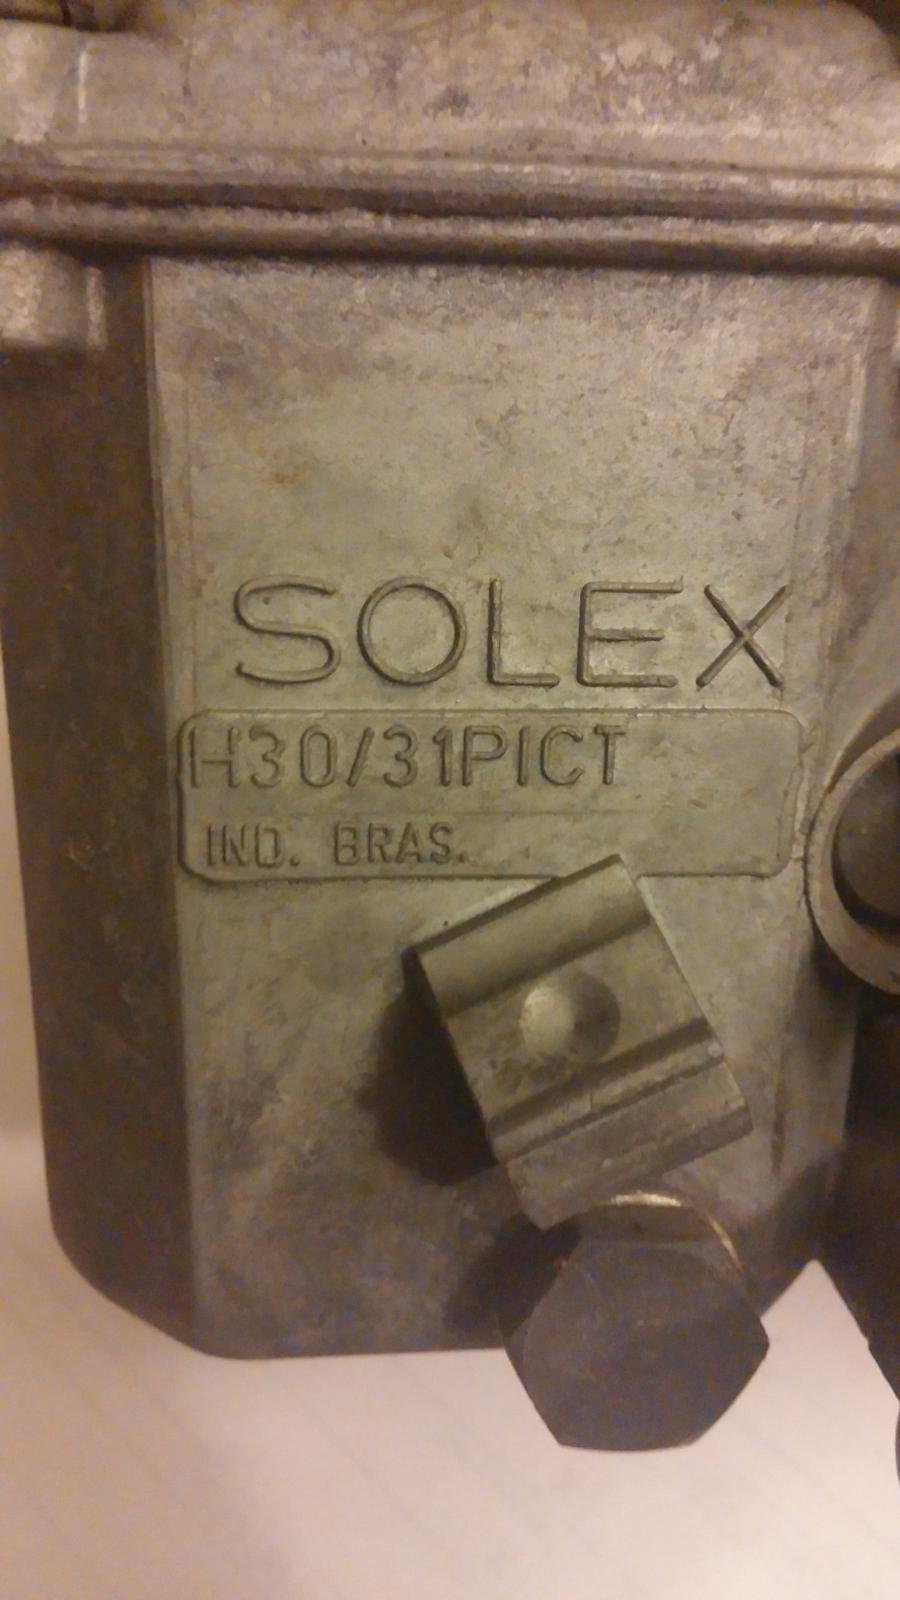 SOLEX
H30/31PICT
IND. BRAS.